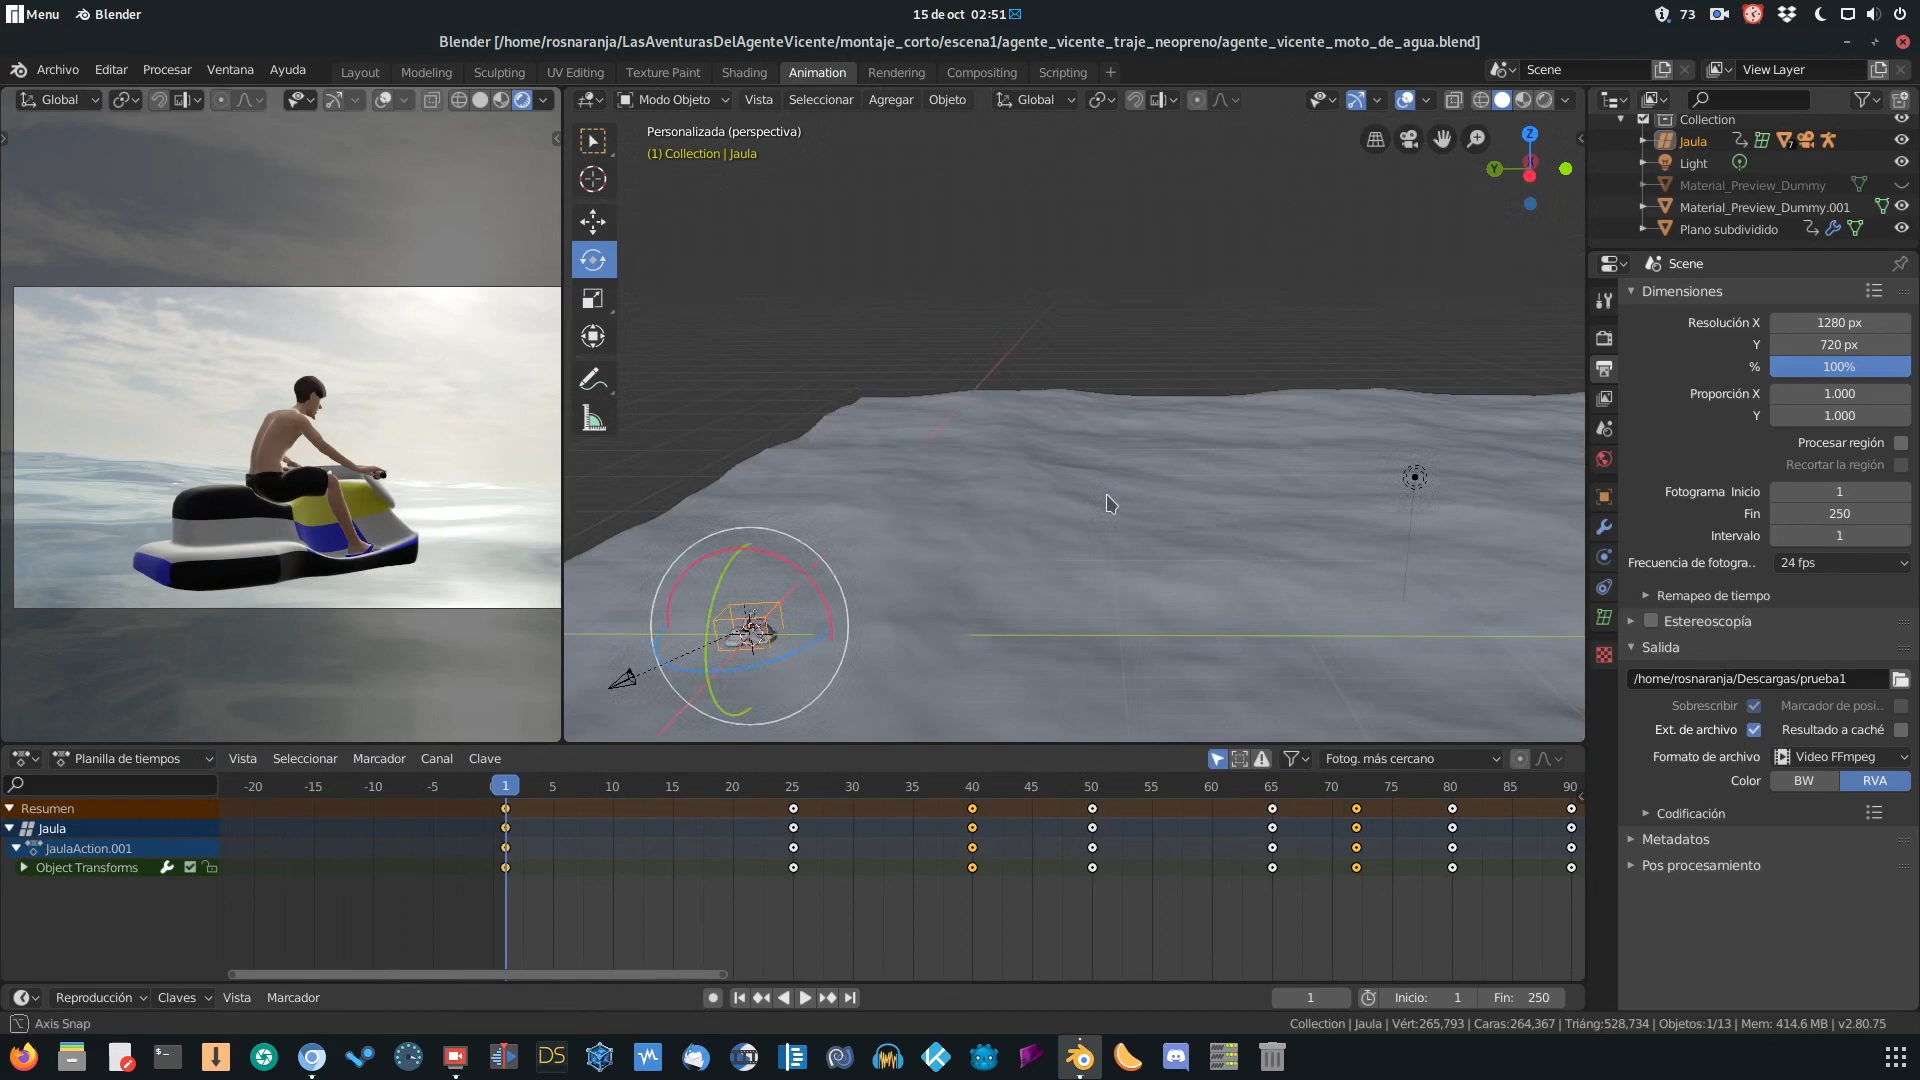 Menu
Blender
15 de oct 02:51
73
Blender [/home/rosnaranja/LasAventurasDelAgenteVicente/montaje_corto/escena1/agente_vicente_traje_neopreno/agente_vicente_moto_de_agua.blend]
Archivo Editar Procesar Ventana Ayuda
Layout Modeling Sculpting UV Editing Texture Paint Shading Animation Rendering Compositing Scripting +
Scene
View Layer
Global
Modo Objeto Vista Seleccionar Agregar Objeto Global
Personalizada (perspectiva)
(1) Collection | Jaula
Z
Y
Collection
Jaula
7
Light
Material_Preview_Dummy
Material_Preview_Dummy.001
Plano subdividido
Scene
Dimensiones
Resolución X 1280 px
Y 720 px
% 100%
Proporción X 1.000
Y 1.000
Procesar región
Recortar la región
Fotograma Inicio 1
Fin 250
Intervalo 1
Frecuencia de fotogra.. 24 fps
Remapeo de tiempo
Estereoscopía
Salida
/home/rosnaranja/Descargas/prueba1
Sobrescribir Marcador de posi..
Ext. de archivo Resultado a caché
Formato de archivo Video FFmpeg
Color BW RVA
Codificación
Metadatos
Pos procesamiento
Planilla de tiempos Vista Seleccionar Marcador Canal Clave
Fotog. más cercano
-20 -15 -10 -5 1 5 10 15 20 25 30 35 40 45 50 55 60 65 70 75 80 85 90
Resumen
Jaula
JaulaAction.001
Object Transforms
Reproducción Claves Vista Marcador
1 Inicio: 1 Fin: 250
Axis Snap
Collection | Jaula | Vért:265,793 | Caras:264,367 | Triáng:528,734 | Objetos:1/13 | Mem: 414.6 MB | v2.80.75
DS